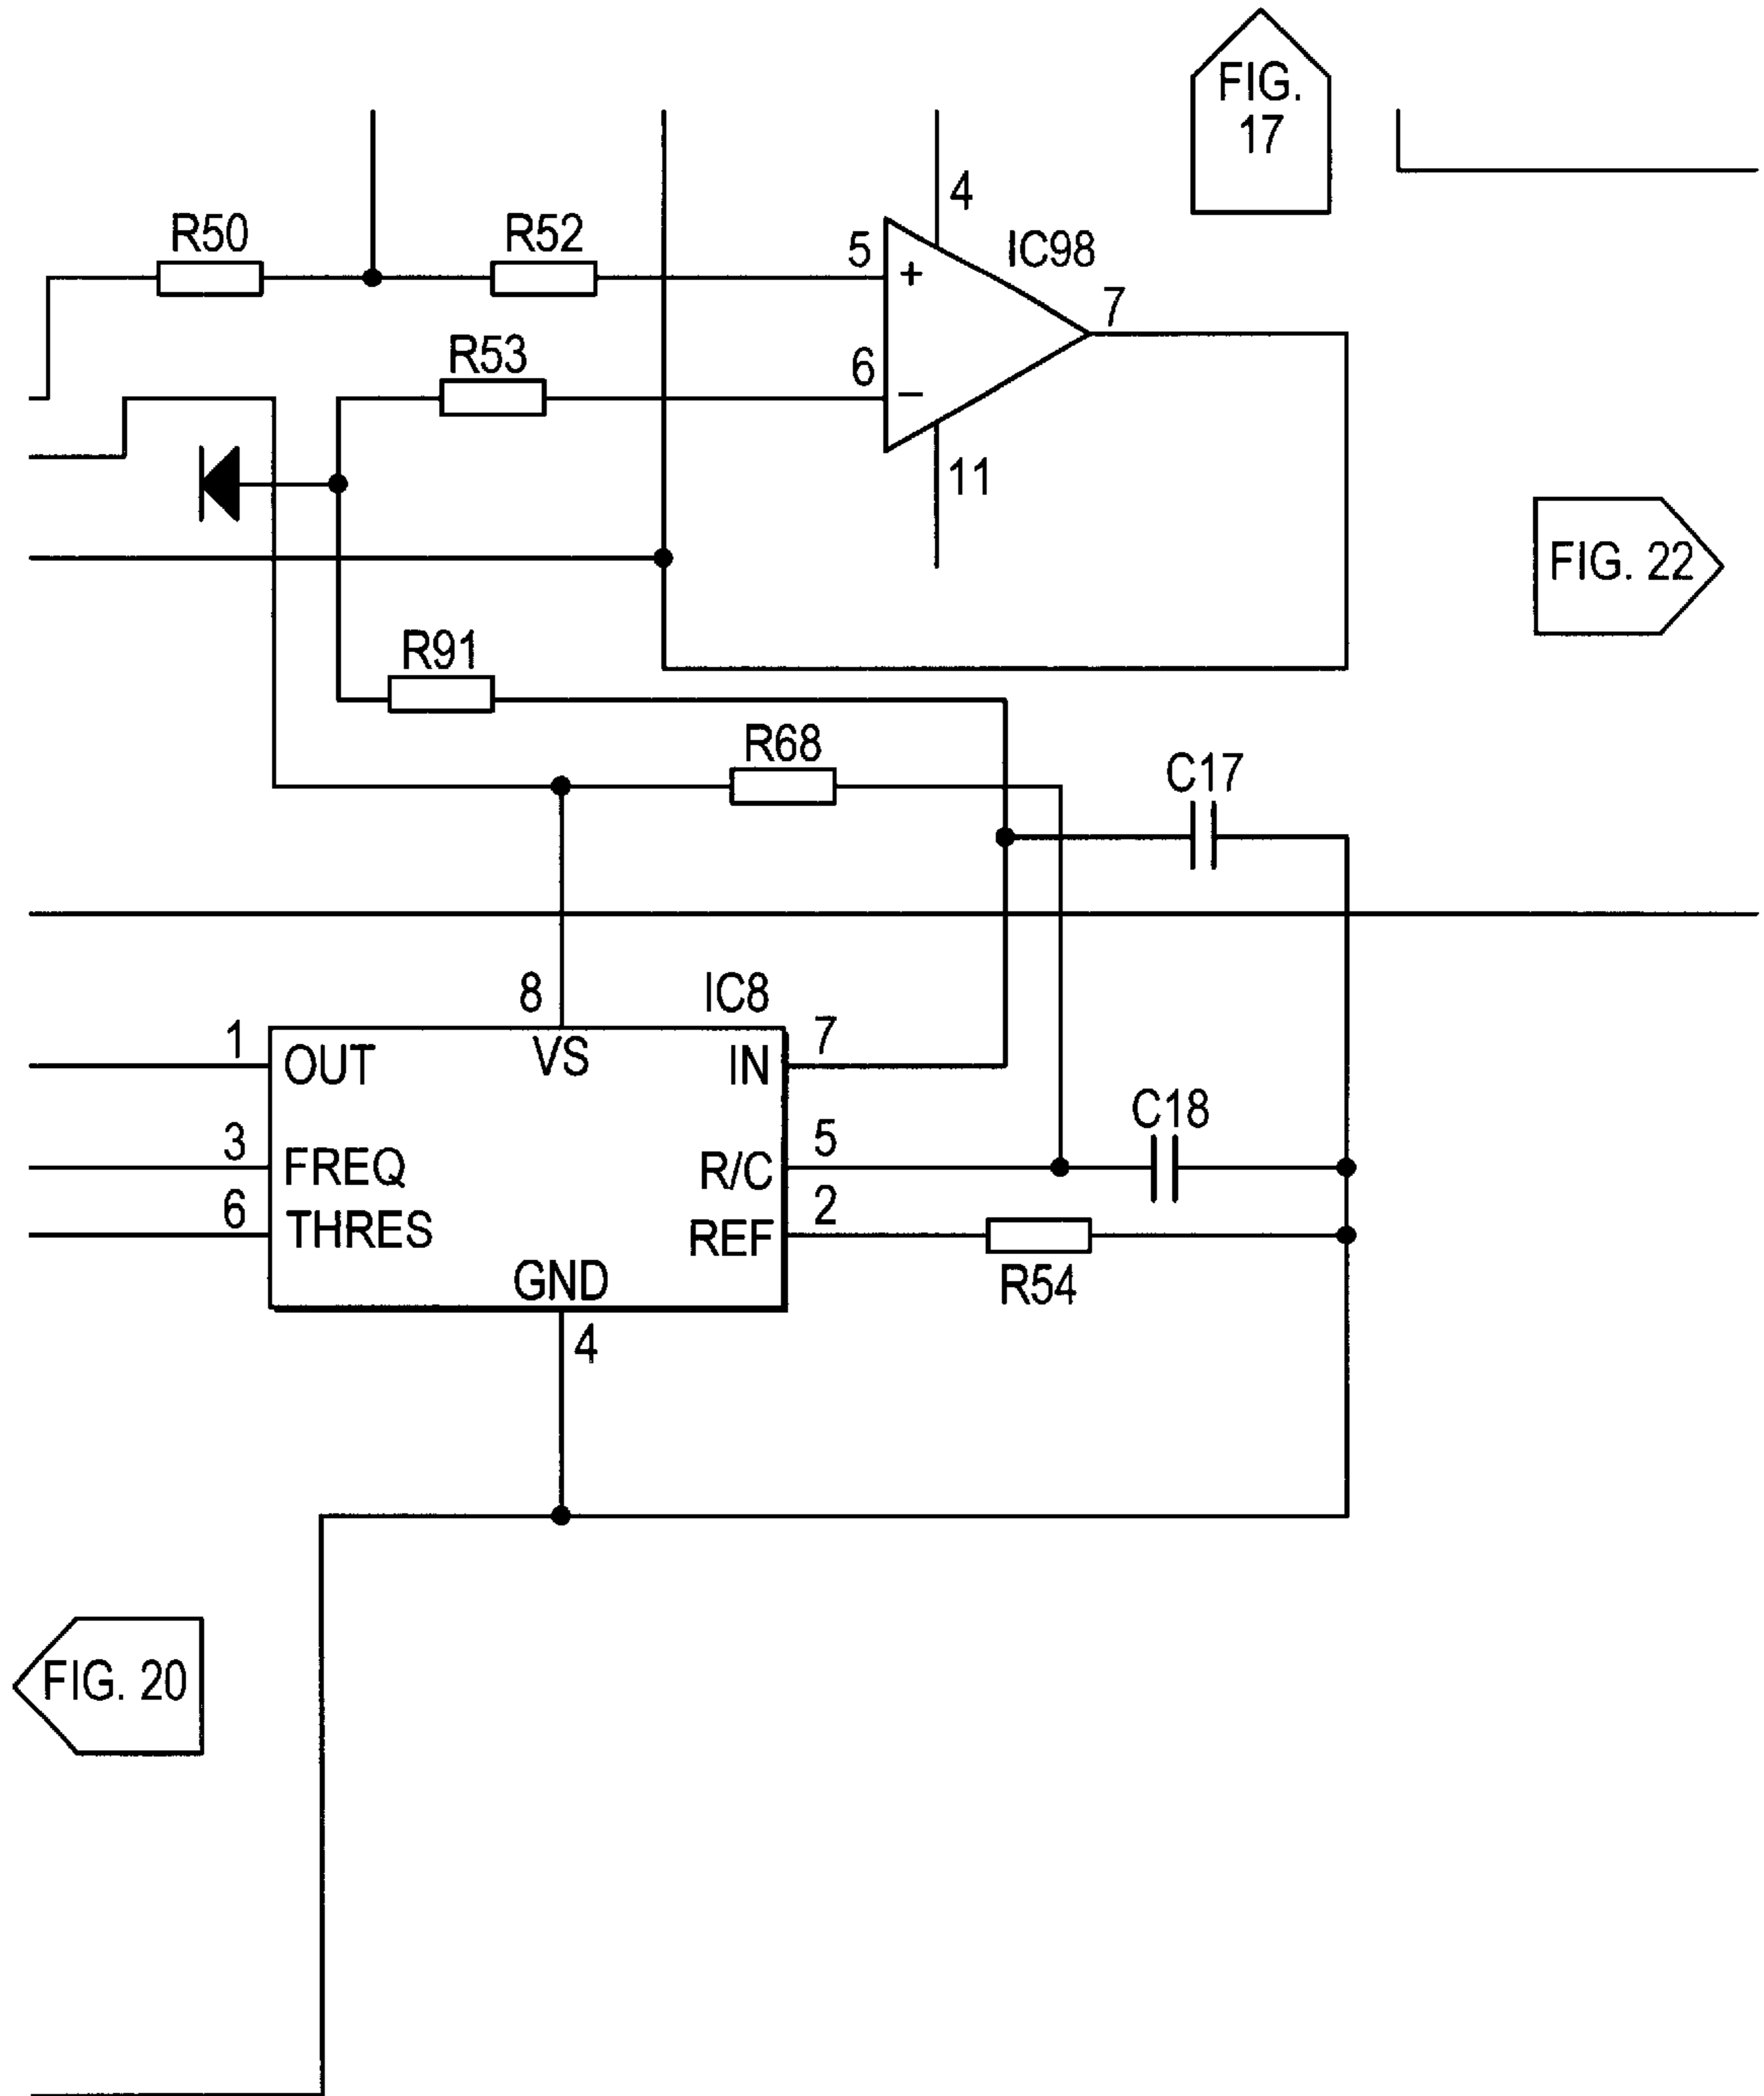 FIG.
17
4
R50
R52
5
+
IC98
7
R53
6
−
11
FIG. 22
R91
R68
C17
8
IC8
1
7
OUT
VS
IN
C18
3
5
FREQ
R/C
6
2
THRES
REF
GND
R54
4
FIG. 20